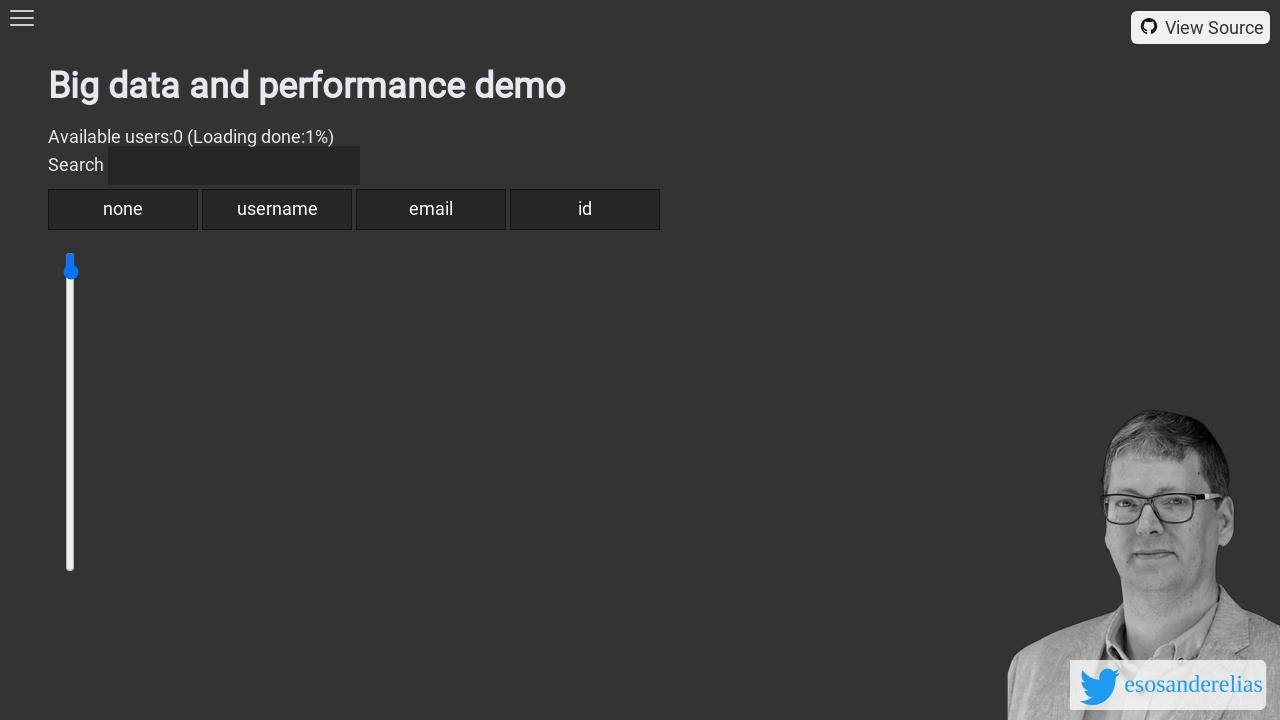 View Source
Big data and performance demo
Available users:0 (Loading done:1%)
Search
none username email id
esosanderelias